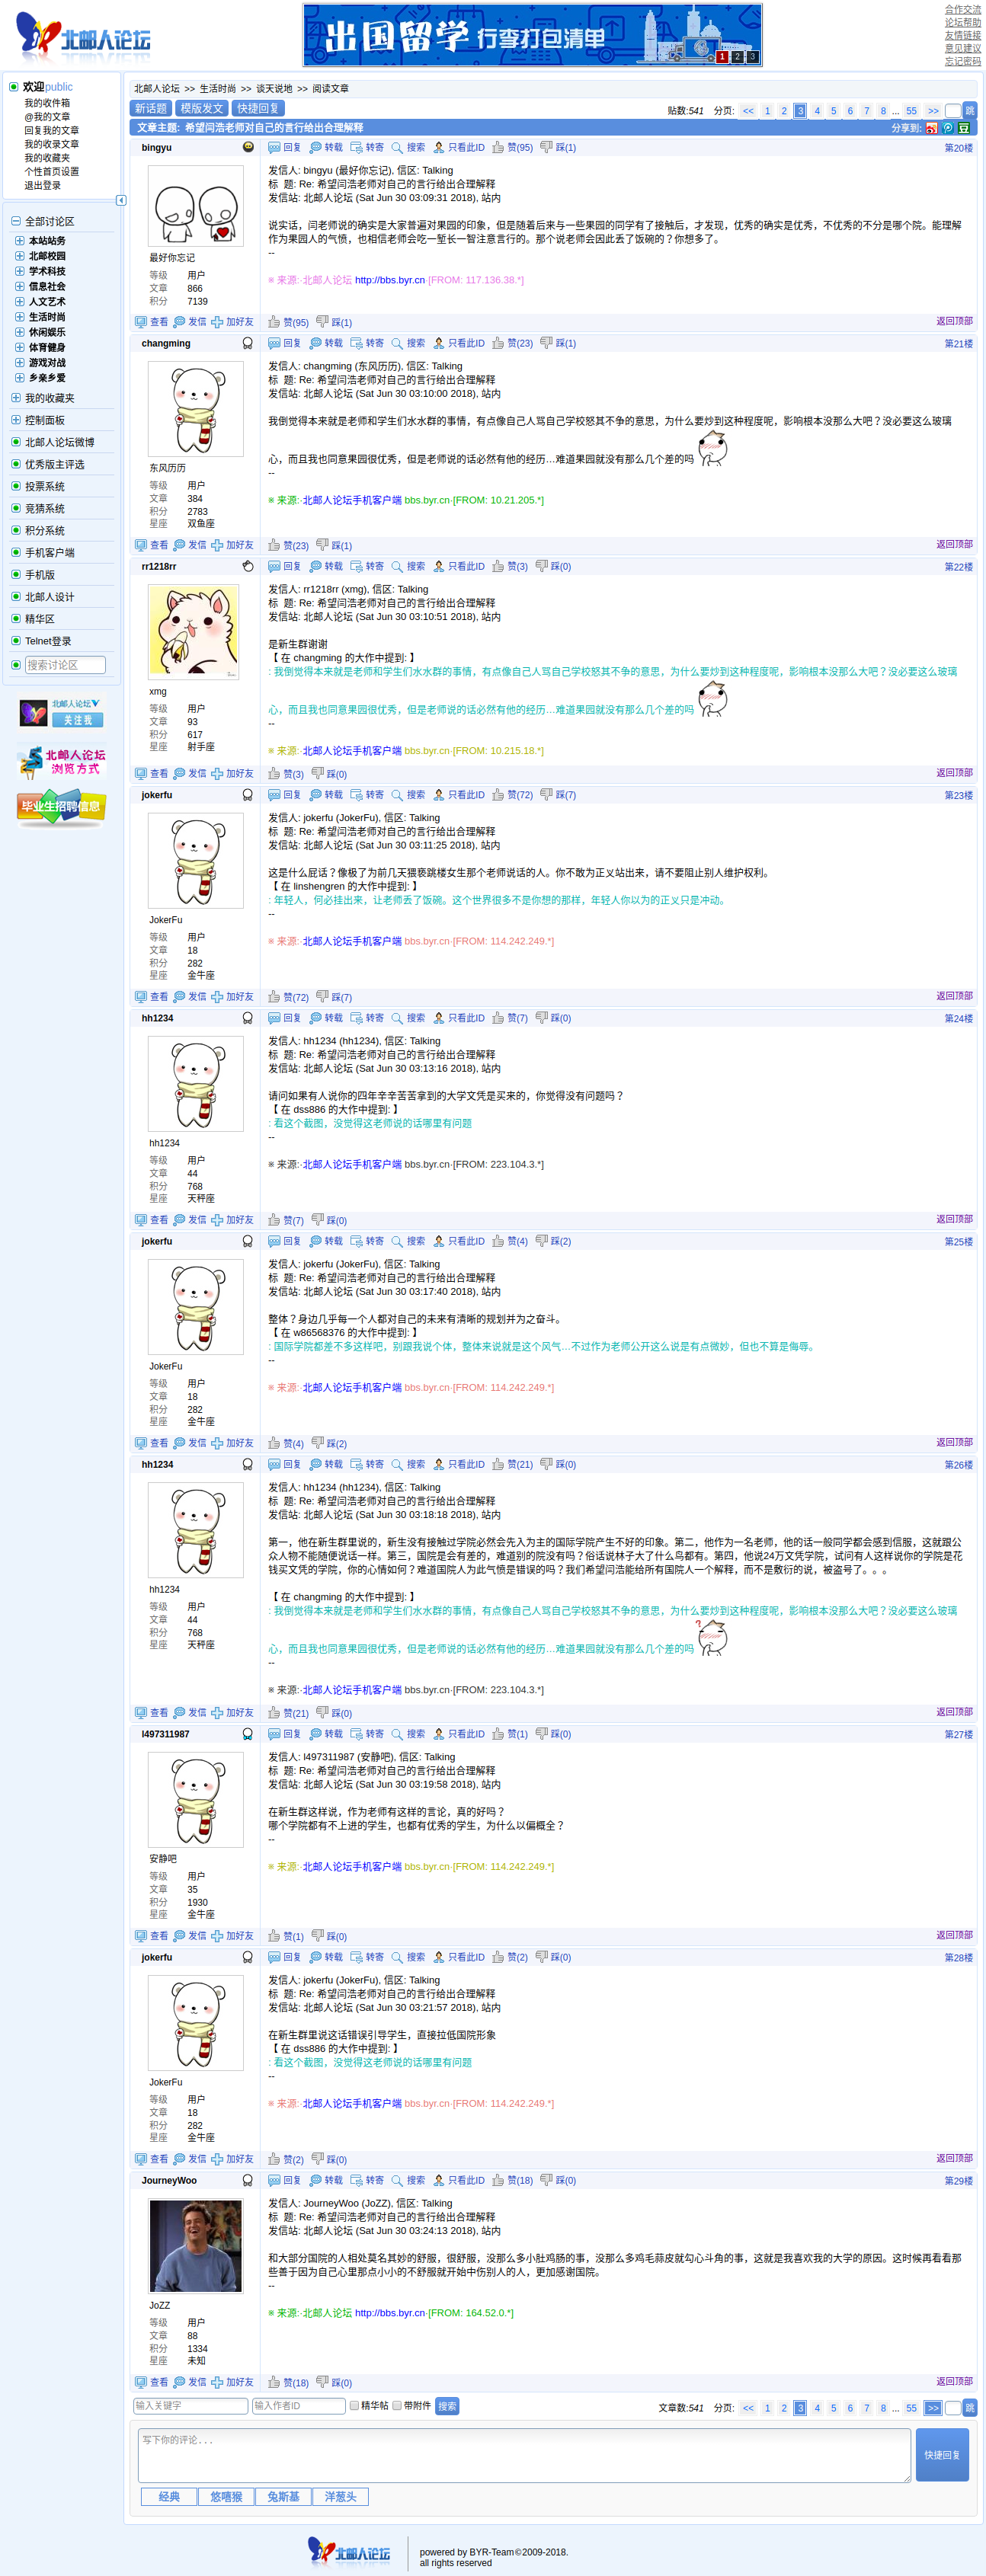 北邮人论坛
出国留学 行李打包清单
1 2 3
合作交流
论坛帮助
友情链接
意见建议
忘记密码
欢迎public
我的收件箱
@我的文章
回复我的文章
我的收录文章
我的收藏夹
个性首页设置
退出登录
全部讨论区
本站站务
北邮校园
学术科技
信息社会
人文艺术
生活时尚
休闲娱乐
体育健身
游戏对战
乡亲乡爱
我的收藏夹
控制面板
北邮人论坛微博
优秀版主评选
投票系统
竞猜系统
积分系统
手机客户端
手机版
北邮人设计
精华区
Telnet登录
搜索讨论区
北邮人论坛
关注我
北邮人论坛
浏览方式
毕业生招聘信息
北邮人论坛 >> 生活时尚 >> 谈天说地 >> 阅读文章
新话题 模版发文 快捷回复
贴数:541 分页: << 1 2 3 4 5 6 7 8 ... 55 >> 跳
文章主题: 希望闫浩老师对自己的言行给出合理解释 分享到:
bingyu 回复 转载 转寄 搜索 只看此ID 赞(95) 踩(1) 第20楼
最好你忘记
等级 用户
文章 866
积分 7139
发信人: bingyu (最好你忘记), 信区: Talking
标 题: Re: 希望闫浩老师对自己的言行给出合理解释
发信站: 北邮人论坛 (Sat Jun 30 03:09:31 2018), 站内
说实话，闫老师说的确实是大家普遍对果园的印象，但是随着后来与一些果园的同学有了接触后，才发现，优秀的确实是优秀，不优秀的不分是哪个院。能理解作为果园人的气愤，也相信老师会吃一堑长一智注意言行的。那个说老师会因此丢了饭碗的？你想多了。
--
※ 来源:·北邮人论坛 http://bbs.byr.cn·[FROM: 117.136.38.*]
查看 发信 加好友 赞(95) 踩(1) 返回顶部
changming 回复 转载 转寄 搜索 只看此ID 赞(23) 踩(1) 第21楼
东风历历
等级 用户
文章 384
积分 2783
星座 双鱼座
发信人: changming (东风历历), 信区: Talking
标 题: Re: 希望闫浩老师对自己的言行给出合理解释
发信站: 北邮人论坛 (Sat Jun 30 03:10:00 2018), 站内
我倒觉得本来就是老师和学生们水水群的事情，有点像自己人骂自己学校怒其不争的意思，为什么要炒到这种程度呢，影响根本没那么大吧？没必要这么玻璃心，而且我也同意果园很优秀，但是老师说的话必然有他的经历…难道果园就没有那么几个差的吗
--
※ 来源:·北邮人论坛手机客户端 bbs.byr.cn·[FROM: 10.21.205.*]
查看 发信 加好友 赞(23) 踩(1) 返回顶部
rr1218rr 回复 转载 转寄 搜索 只看此ID 赞(3) 踩(0) 第22楼
xmg
等级 用户
文章 93
积分 617
星座 射手座
发信人: rr1218rr (xmg), 信区: Talking
标 题: Re: 希望闫浩老师对自己的言行给出合理解释
发信站: 北邮人论坛 (Sat Jun 30 03:10:51 2018), 站内
是新生群谢谢
【 在 changming 的大作中提到: 】
: 我倒觉得本来就是老师和学生们水水群的事情，有点像自己人骂自己学校怒其不争的意思，为什么要炒到这种程度呢，影响根本没那么大吧？没必要这么玻璃心，而且我也同意果园很优秀，但是老师说的话必然有他的经历…难道果园就没有那么几个差的吗
--
※ 来源:·北邮人论坛手机客户端 bbs.byr.cn·[FROM: 10.215.18.*]
查看 发信 加好友 赞(3) 踩(0) 返回顶部
jokerfu 回复 转载 转寄 搜索 只看此ID 赞(72) 踩(7) 第23楼
JokerFu
等级 用户
文章 18
积分 282
星座 金牛座
发信人: jokerfu (JokerFu), 信区: Talking
标 题: Re: 希望闫浩老师对自己的言行给出合理解释
发信站: 北邮人论坛 (Sat Jun 30 03:11:25 2018), 站内
这是什么屁话？像极了为前几天猥亵跳楼女生那个老师说话的人。你不敢为正义站出来，请不要阻止别人维护权利。
【 在 linshengren 的大作中提到: 】
: 年轻人，何必挂出来，让老师丢了饭碗。这个世界很多不是你想的那样，年轻人你以为的正义只是冲动。
--
※ 来源:·北邮人论坛手机客户端 bbs.byr.cn·[FROM: 114.242.249.*]
查看 发信 加好友 赞(72) 踩(7) 返回顶部
hh1234 回复 转载 转寄 搜索 只看此ID 赞(7) 踩(0) 第24楼
hh1234
等级 用户
文章 44
积分 768
星座 天秤座
发信人: hh1234 (hh1234), 信区: Talking
标 题: Re: 希望闫浩老师对自己的言行给出合理解释
发信站: 北邮人论坛 (Sat Jun 30 03:13:16 2018), 站内
请问如果有人说你的四年辛辛苦苦拿到的大学文凭是买来的，你觉得没有问题吗？
【 在 dss886 的大作中提到: 】
: 看这个截图，没觉得这老师说的话哪里有问题
--
※ 来源:·北邮人论坛手机客户端 bbs.byr.cn·[FROM: 223.104.3.*]
查看 发信 加好友 赞(7) 踩(0) 返回顶部
jokerfu 回复 转载 转寄 搜索 只看此ID 赞(4) 踩(2) 第25楼
JokerFu
等级 用户
文章 18
积分 282
星座 金牛座
发信人: jokerfu (JokerFu), 信区: Talking
标 题: Re: 希望闫浩老师对自己的言行给出合理解释
发信站: 北邮人论坛 (Sat Jun 30 03:17:40 2018), 站内
整体？身边几乎每一个人都对自己的未来有清晰的规划并为之奋斗。
【 在 w86568376 的大作中提到: 】
: 国际学院都差不多这样吧，别跟我说个体，整体来说就是这个风气…不过作为老师公开这么说是有点微妙，但也不算是侮辱。
--
※ 来源:·北邮人论坛手机客户端 bbs.byr.cn·[FROM: 114.242.249.*]
查看 发信 加好友 赞(4) 踩(2) 返回顶部
hh1234 回复 转载 转寄 搜索 只看此ID 赞(21) 踩(0) 第26楼
hh1234
等级 用户
文章 44
积分 768
星座 天秤座
发信人: hh1234 (hh1234), 信区: Talking
标 题: Re: 希望闫浩老师对自己的言行给出合理解释
发信站: 北邮人论坛 (Sat Jun 30 03:18:18 2018), 站内
第一，他在新生群里说的，新生没有接触过学院必然会先入为主的国际学院产生不好的印象。第二，他作为一名老师，他的话一般同学都会感到信服，这就跟公众人物不能随便说话一样。第三，国院是会有差的，难道别的院没有吗？俗话说林子大了什么鸟都有。第四，他说24万文凭学院，试问有人这样说你的学院是花钱买文凭的学院，你的心情如何？难道国院人为此气愤是错误的吗？我们希望闫浩能给所有国院人一个解释，而不是敷衍的说，被盗号了。。。
【 在 changming 的大作中提到: 】
: 我倒觉得本来就是老师和学生们水水群的事情，有点像自己人骂自己学校怒其不争的意思，为什么要炒到这种程度呢，影响根本没那么大吧？没必要这么玻璃心，而且我也同意果园很优秀，但是老师说的话必然有他的经历…难道果园就没有那么几个差的吗
--
※ 来源:·北邮人论坛手机客户端 bbs.byr.cn·[FROM: 223.104.3.*]
查看 发信 加好友 赞(21) 踩(0) 返回顶部
l497311987 回复 转载 转寄 搜索 只看此ID 赞(1) 踩(0) 第27楼
安静吧
等级 用户
文章 35
积分 1930
星座 金牛座
发信人: l497311987 (安静吧), 信区: Talking
标 题: Re: 希望闫浩老师对自己的言行给出合理解释
发信站: 北邮人论坛 (Sat Jun 30 03:19:58 2018), 站内
在新生群这样说，作为老师有这样的言论，真的好吗？
哪个学院都有不上进的学生，也都有优秀的学生，为什么以偏概全？
--
※ 来源:·北邮人论坛手机客户端 bbs.byr.cn·[FROM: 114.242.249.*]
查看 发信 加好友 赞(1) 踩(0) 返回顶部
jokerfu 回复 转载 转寄 搜索 只看此ID 赞(2) 踩(0) 第28楼
JokerFu
等级 用户
文章 18
积分 282
星座 金牛座
发信人: jokerfu (JokerFu), 信区: Talking
标 题: Re: 希望闫浩老师对自己的言行给出合理解释
发信站: 北邮人论坛 (Sat Jun 30 03:21:57 2018), 站内
在新生群里说这话错误引导学生，直接拉低国院形象
【 在 dss886 的大作中提到: 】
: 看这个截图，没觉得这老师说的话哪里有问题
--
※ 来源:·北邮人论坛手机客户端 bbs.byr.cn·[FROM: 114.242.249.*]
查看 发信 加好友 赞(2) 踩(0) 返回顶部
JourneyWoo 回复 转载 转寄 搜索 只看此ID 赞(18) 踩(0) 第29楼
JoZZ
等级 用户
文章 88
积分 1334
星座 未知
发信人: JourneyWoo (JoZZ), 信区: Talking
标 题: Re: 希望闫浩老师对自己的言行给出合理解释
发信站: 北邮人论坛 (Sat Jun 30 03:24:13 2018), 站内
和大部分国院的人相处莫名其妙的舒服，很舒服，没那么多小肚鸡肠的事，没那么多鸡毛蒜皮就勾心斗角的事，这就是我喜欢我的大学的原因。这时候再看看那些善于因为自己心里那点小小的不舒服就开始中伤别人的人，更加感谢国院。
--
※ 来源:·北邮人论坛 http://bbs.byr.cn·[FROM: 164.52.0.*]
查看 发信 加好友 赞(18) 踩(0) 返回顶部
输入关键字 输入作者ID 精华帖 带附件 搜索
文章数:541 分页: << 1 2 3 4 5 6 7 8 ... 55 >> 跳
写下你的评论...
快捷回复
经典 悠嘻猴 兔斯基 洋葱头
北邮人论坛
powered by BYR-Team©2009-2018.
all rights reserved